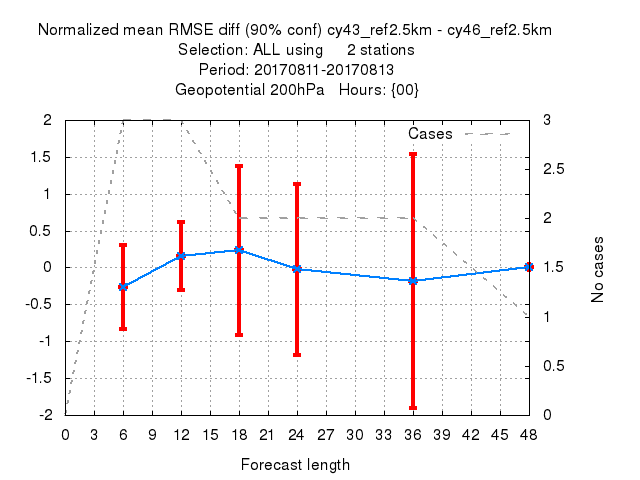 Normalized mean RMSE diff (90% conf) cy43_ref2.5km - cy46_ref2.5km
Selection: ALL using 2 stations
Period: 20170811-20170813
Geopotential 200hPa Hours: {00}
Cases
2
1.5
1
0.5
0
-0.5
-1
-1.5
-2
3
2.5
2
1.5
1
0.5
0
No cases
0 3 6 9 12 15 18 21 24 27 30 33 36 39 42 45 48
Forecast length